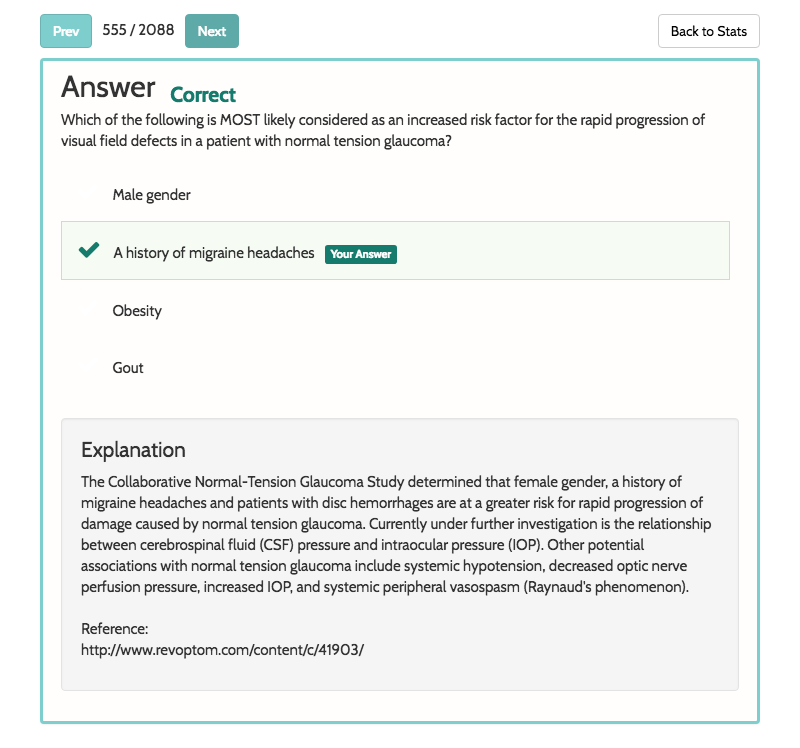 Prev 555 / 2088 Next Back to Stats
Answer Correct
Which of the following is MOST likely considered as an increased risk factor for the rapid progression of
visual field defects in a patient with normal tension glaucoma?
Male gender
A history of migraine headaches Your Answer
Obesity
Gout
Explanation
The Collaborative Normal-Tension Glaucoma Study determined that female gender, a history of
migraine headaches and patients with disc hemorrhages are at a greater risk for rapid progression of
damage caused by normal tension glaucoma. Currently under further investigation is the relationship
between cerebrospinal fluid (CSF) pressure and intraocular pressure (IOP). Other potential
associations with normal tension glaucoma include systemic hypotension, decreased optic nerve
perfusion pressure, increased IOP, and systemic peripheral vasospasm (Raynaud's phenomenon).
Reference:
http://www.revoptom.com/content/c/41903/